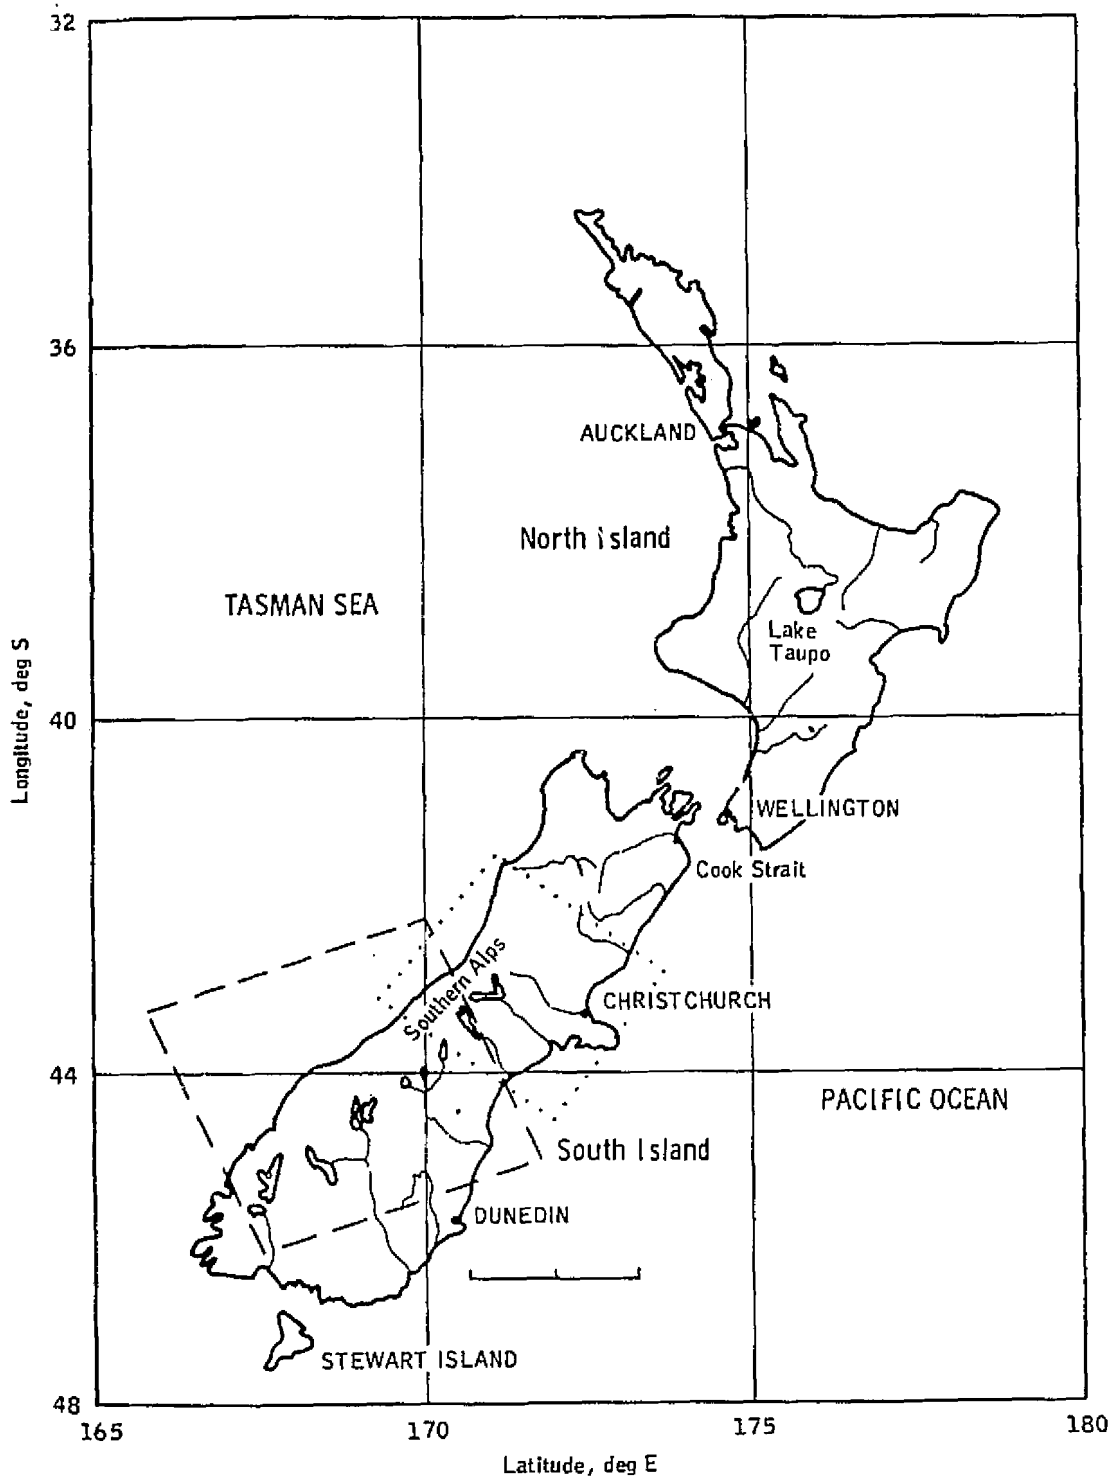 32
36
AUCKLAND
North Island
TASMAN SEA
Lake
Taupo
Longitude, deg S
40
WELLINGTON
Cook Strait
Southern Alps
CHRISTCHURCH
44
PACIFIC OCEAN
South Island
DUNEDIN
STEWART ISLAND
48
165
170
175
180
Latitude, deg E